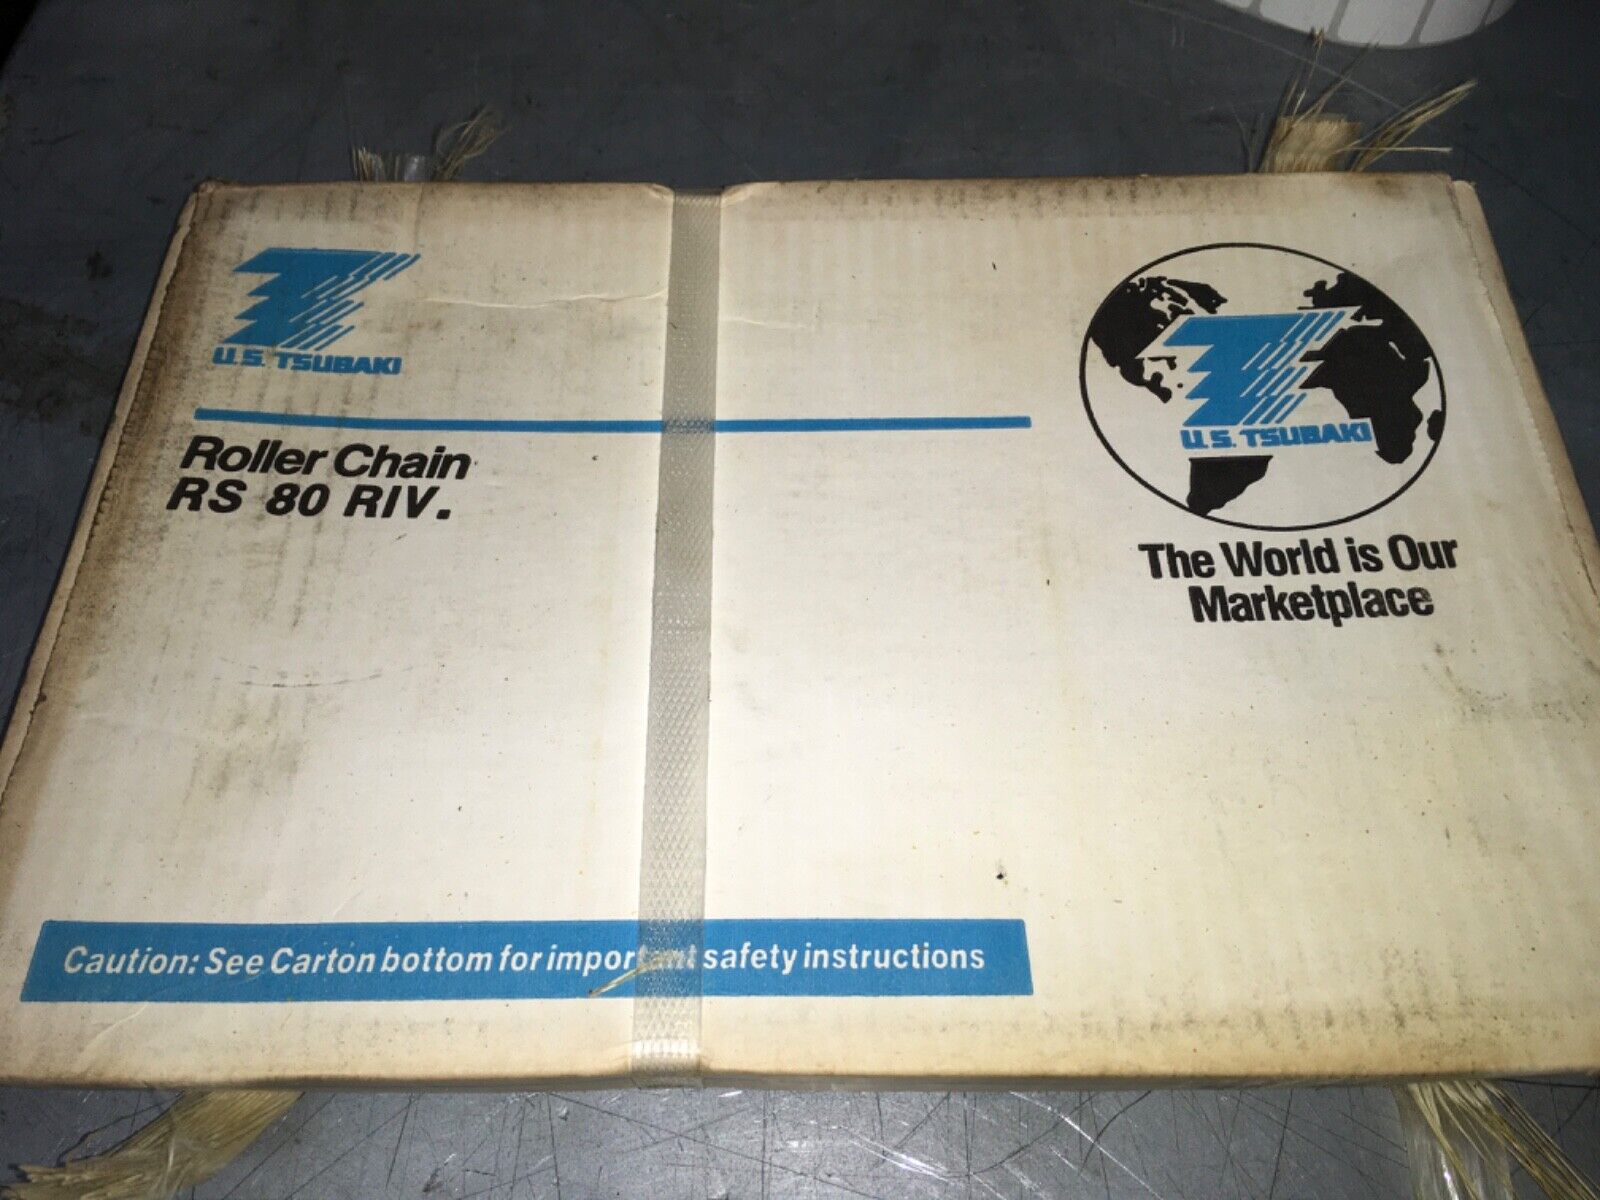 U.S. TSUBAKI
Roller Chain
RS 80 RIV.
U.S. TSUBAKI
The World is Our
Marketplace
Caution: See Carton bottom for important safety instructions